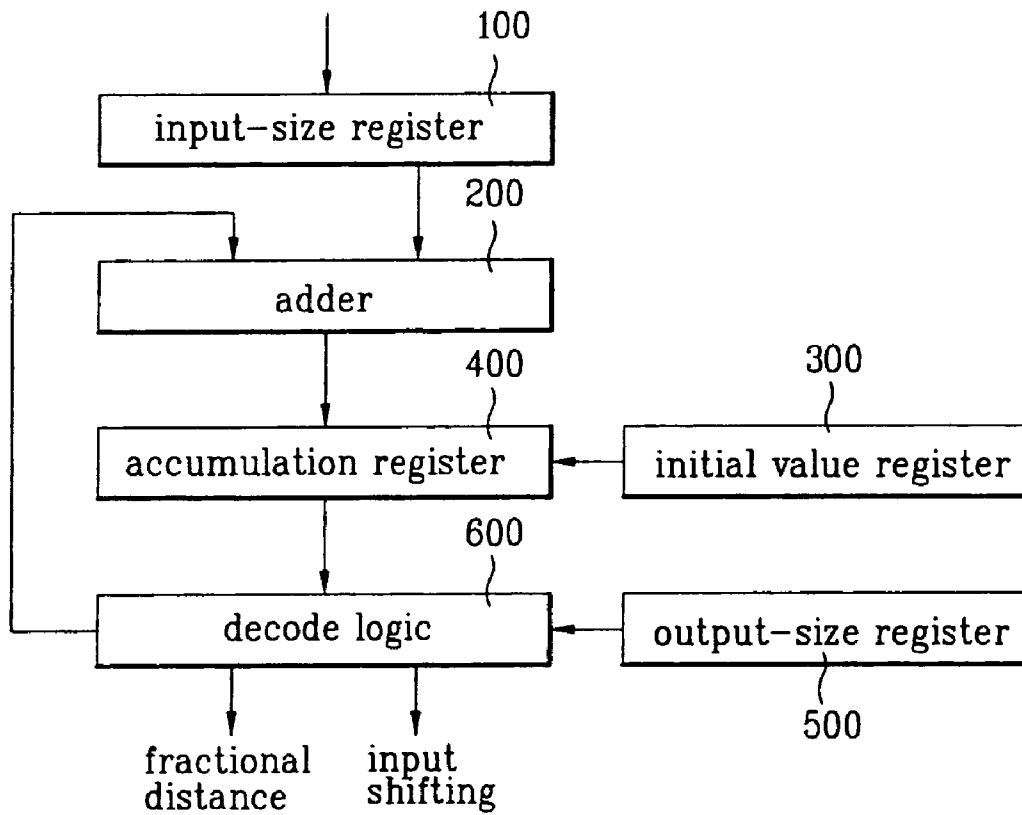 100
input-size register
200
adder
400
300
accumulation register
initial value register
600
decode logic
output-size register
500
fractional
distance
input
shifting